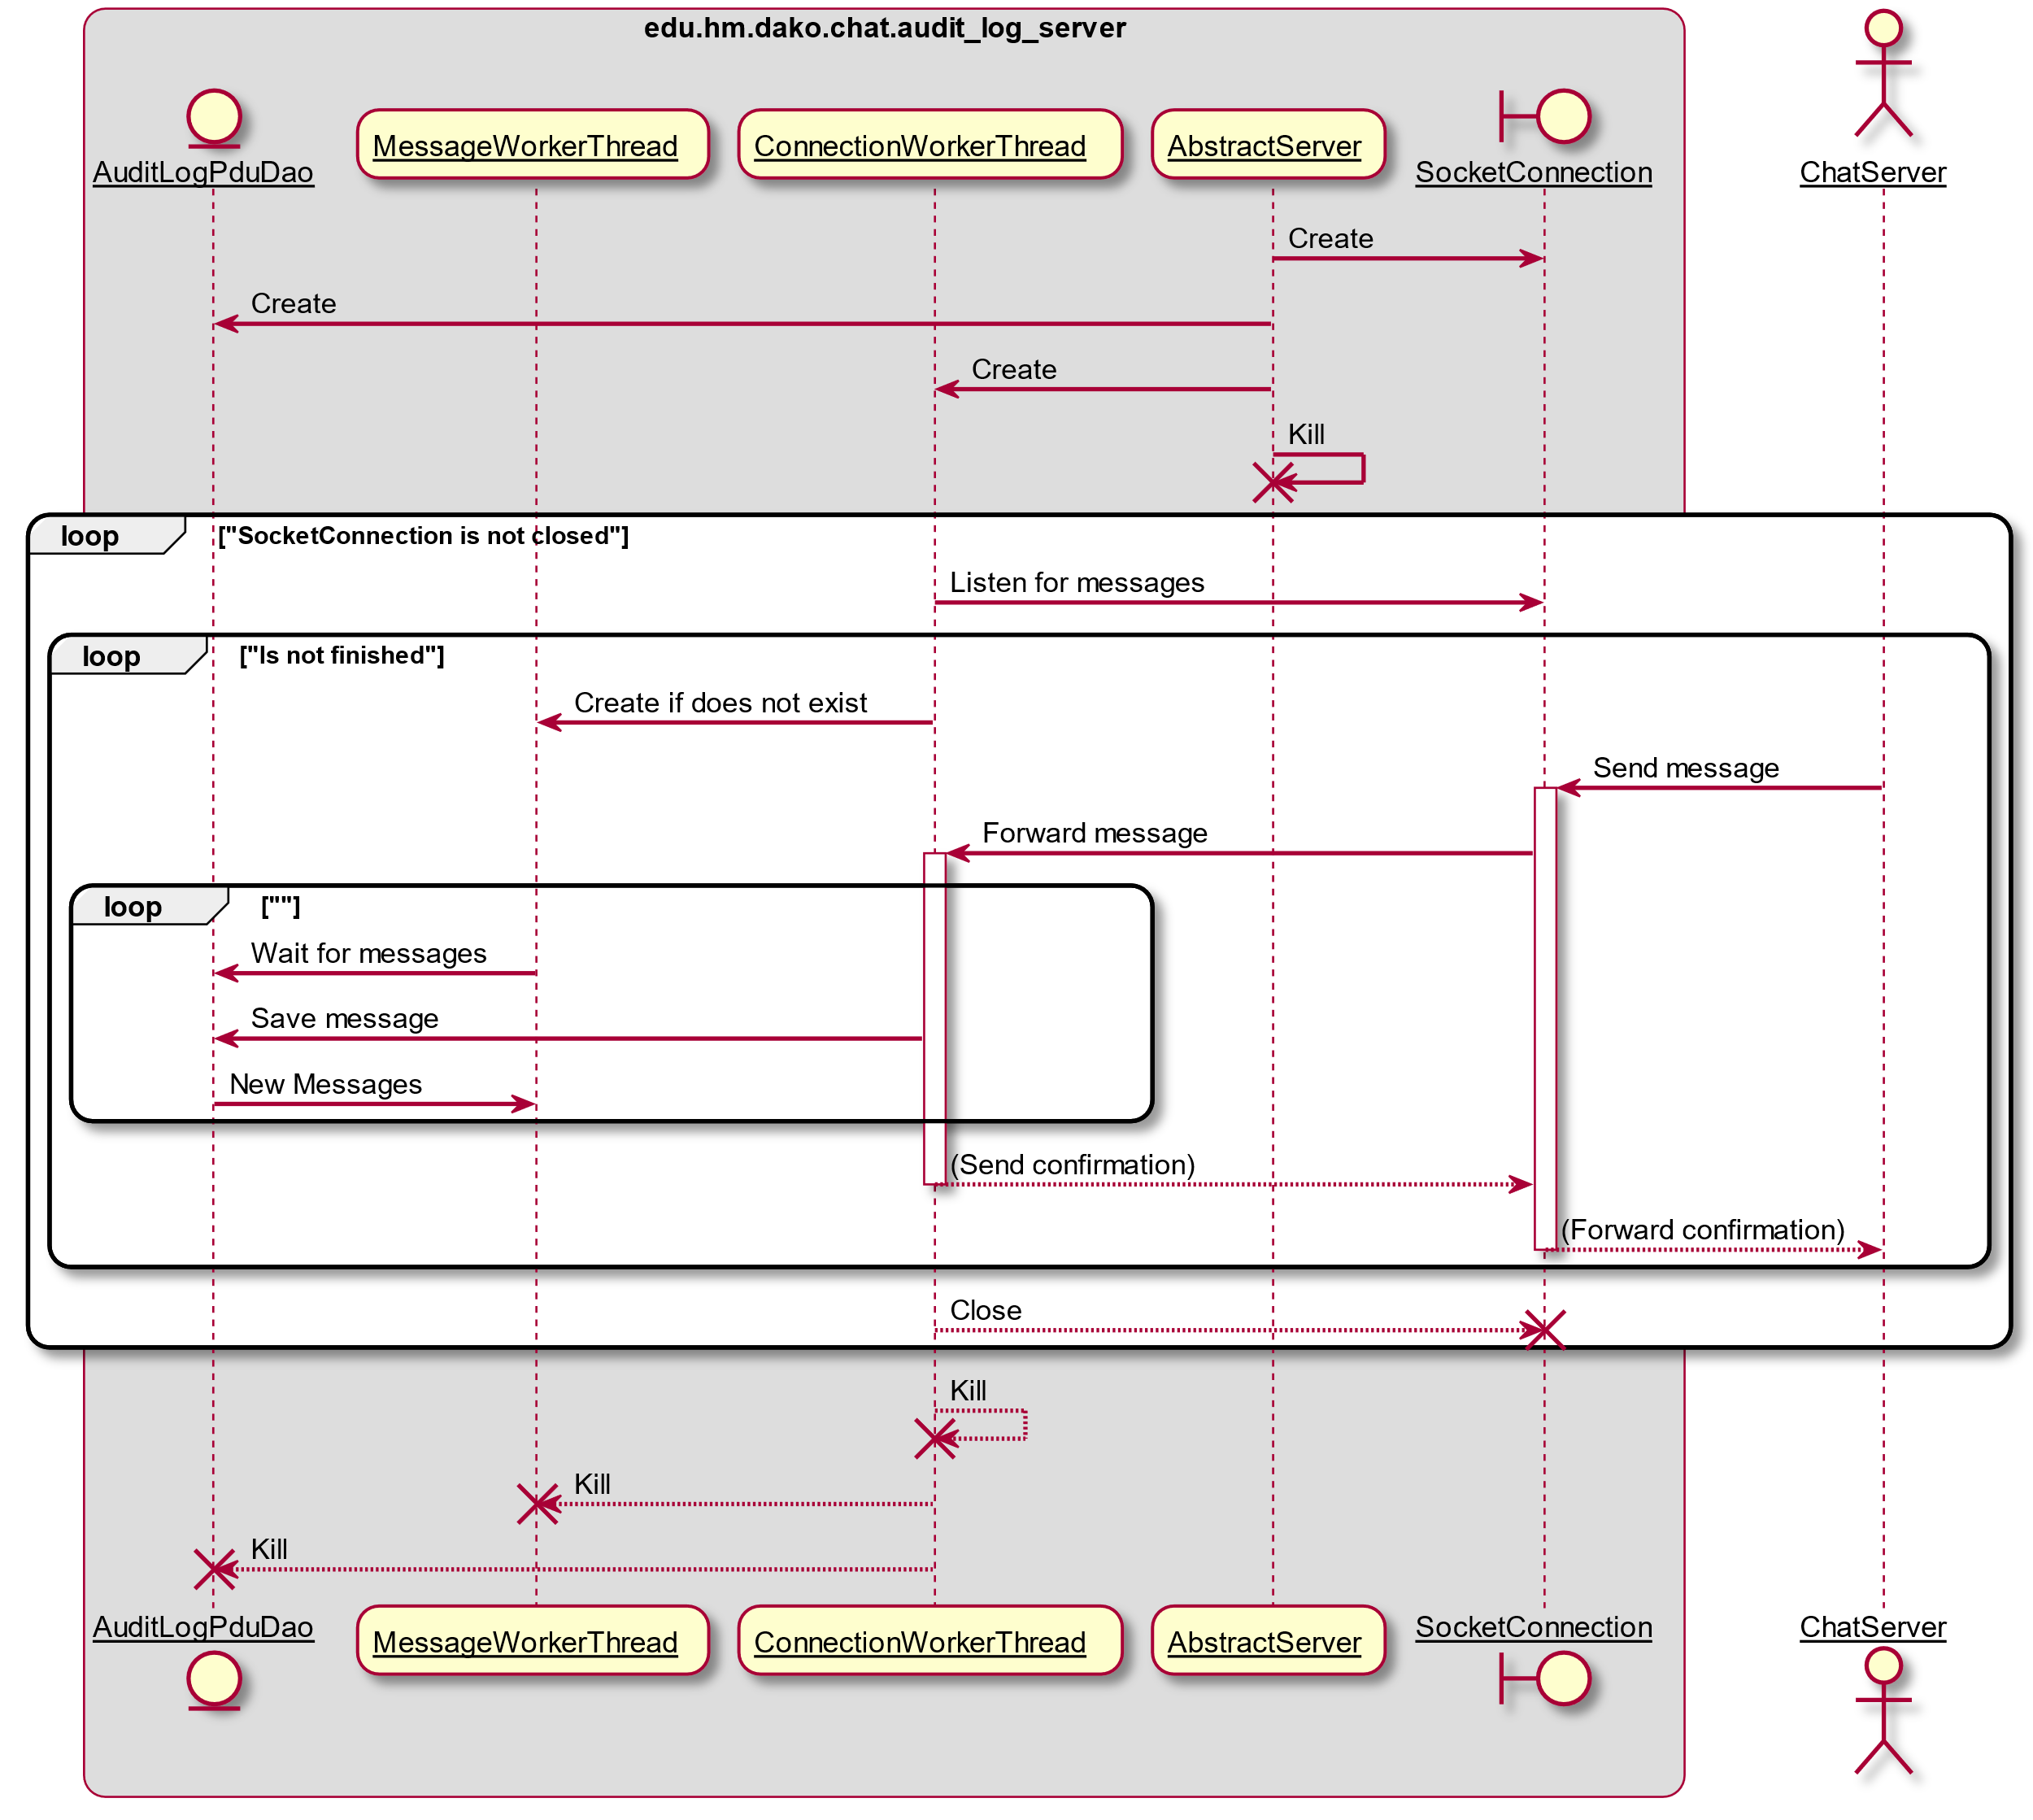 edu.hm.dako.chat.audit_log_server
AuditLogPduDao
MessageWorkerThread
ConnectionWorkerThread
AbstractServer
SocketConnection
ChatServer
Create
Create
Create
Kill
loop
["SocketConnection is not closed"]
Listen for messages
loop
["Is not finished"]
Create if does not exist
Send message
Forward message
loop
[""]
Wait for messages
Save message
New Messages
(Send confirmation)
(Forward confirmation)
Close
Kill
Kill
Kill
AuditLogPduDao
MessageWorkerThread
ConnectionWorkerThread
AbstractServer
SocketConnection
ChatServer